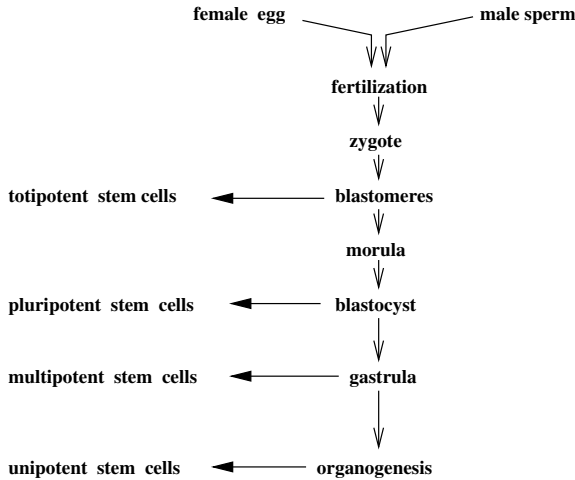 female egg male sperm
fertilization
zygote
totipotent stem cells blastomeres
morula
pluripotent stem cells blastocyst
multipotent stem cells gastrula
unipotent stem cells organogenesis